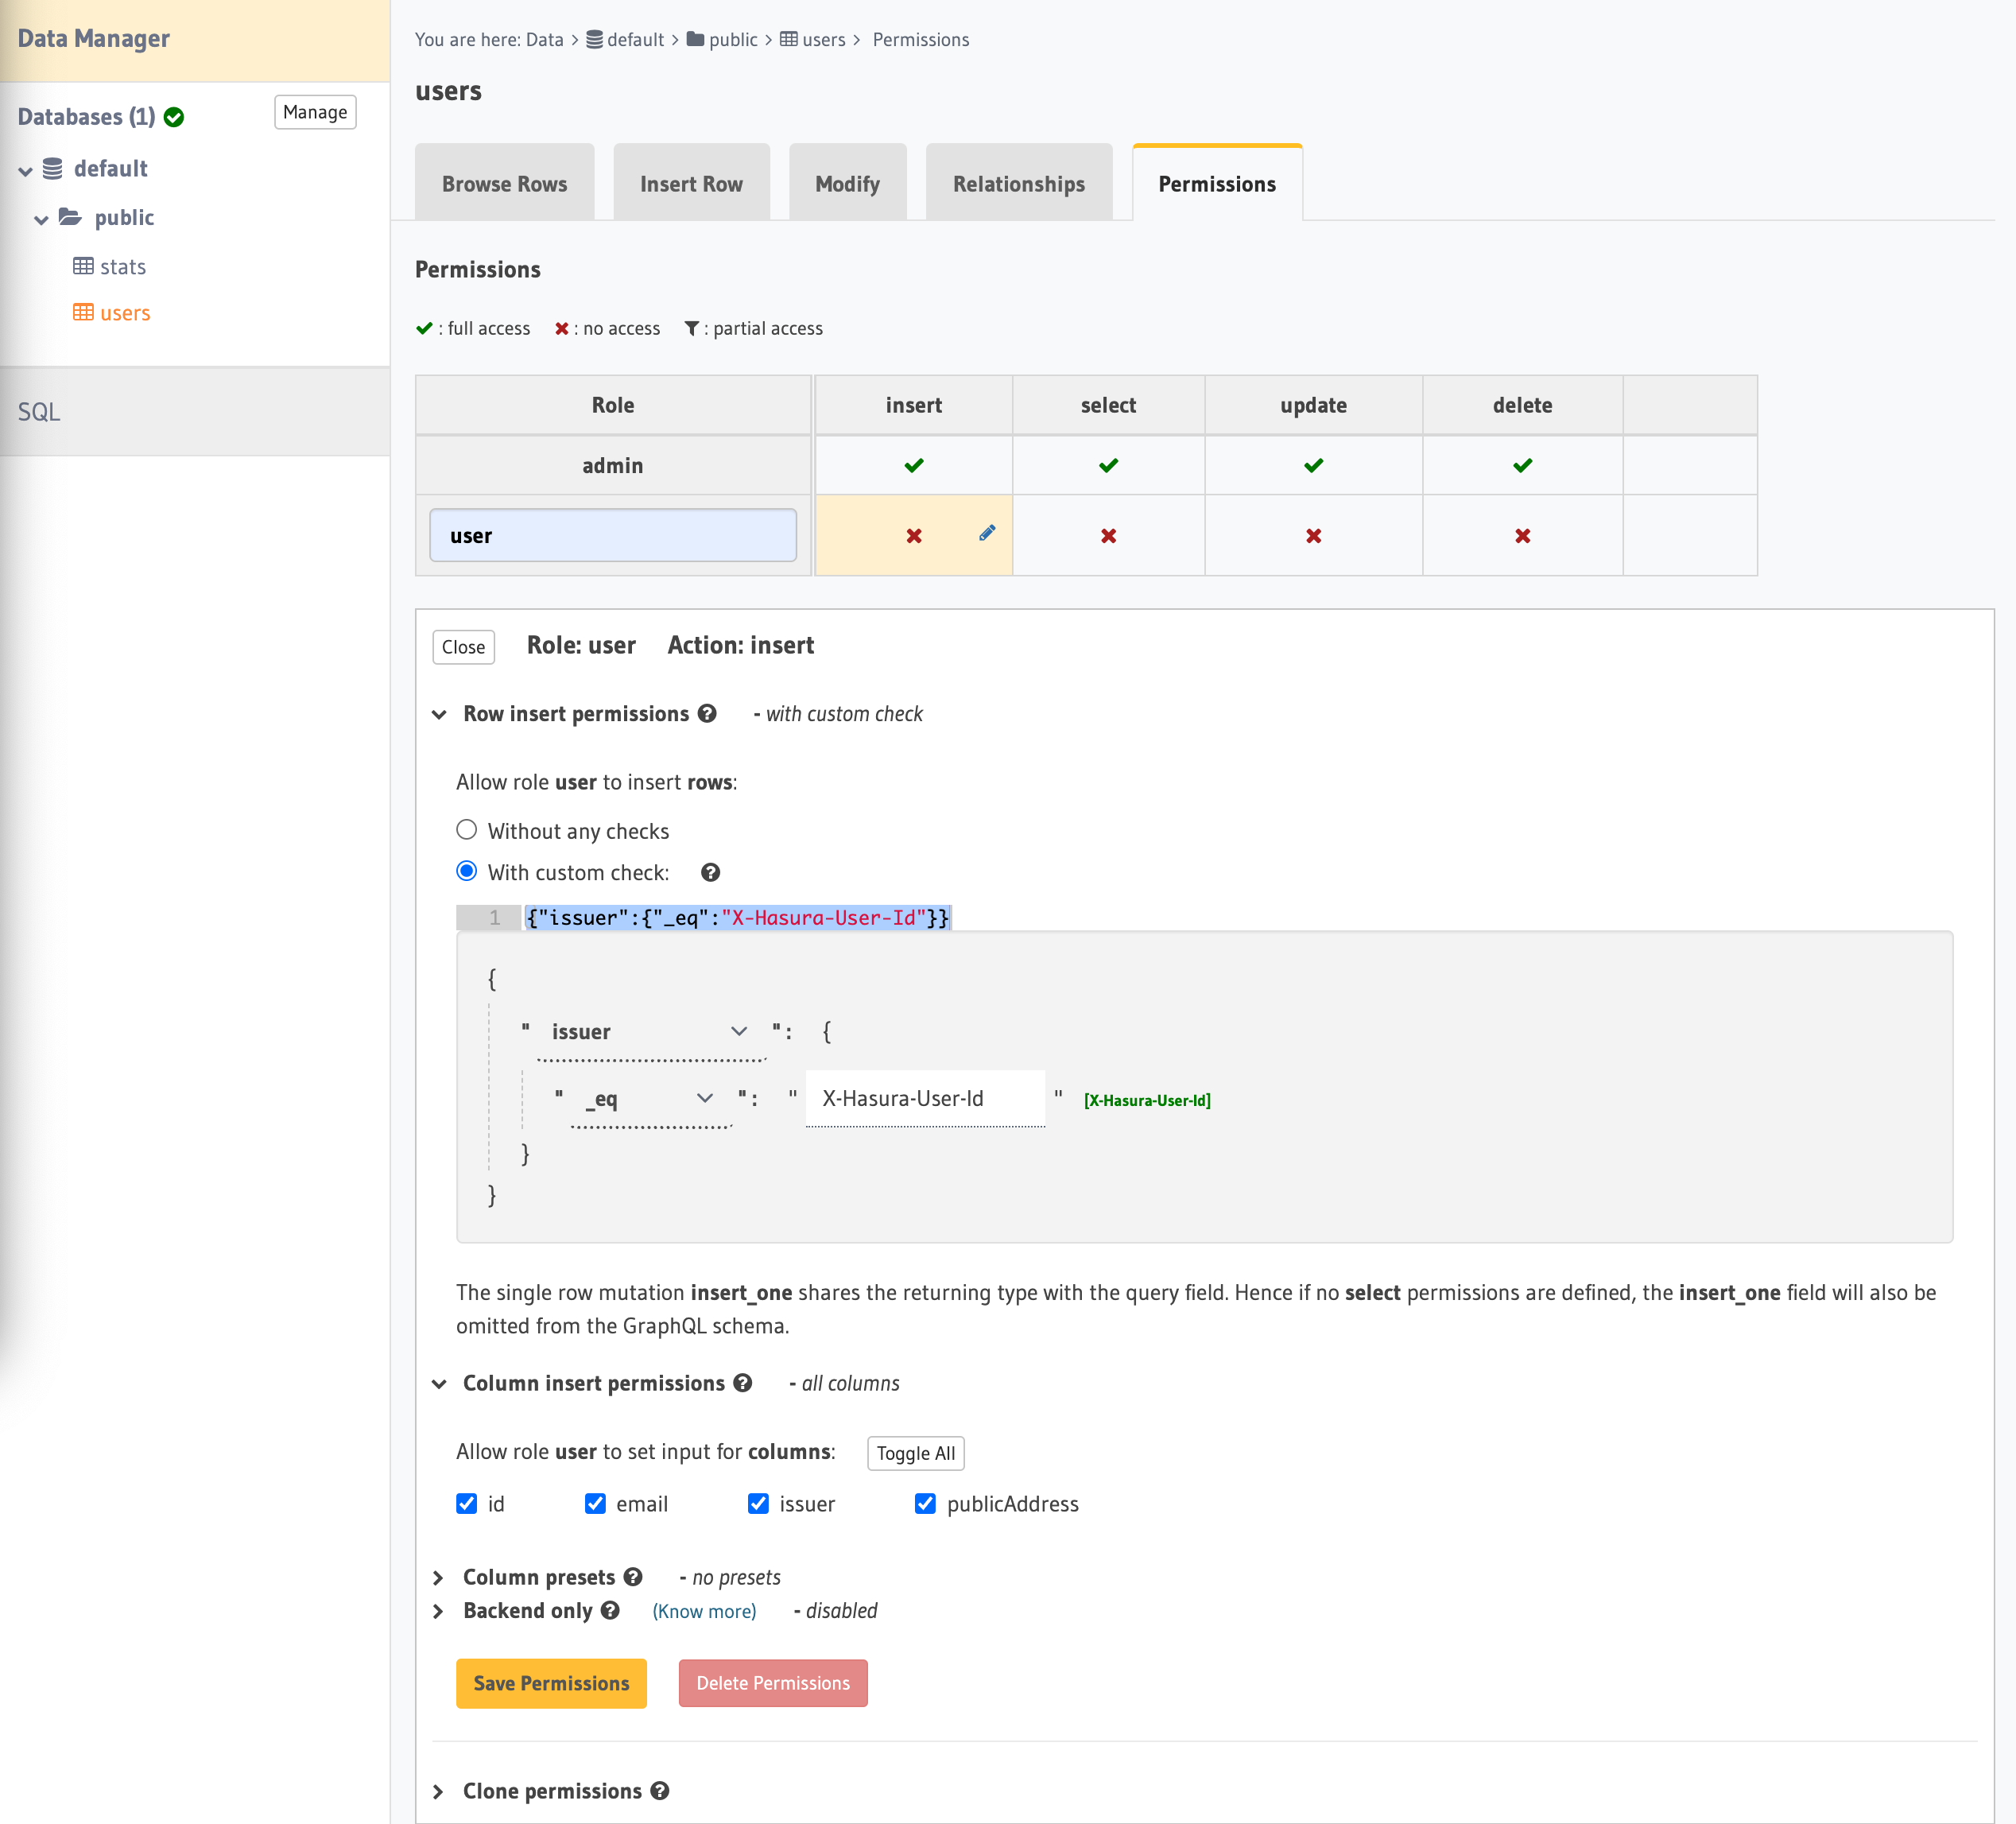 Data Manager
Databases (1)
Manage
default
public
stats
users
SQL
You are here: Data > default > public > users > Permissions
users
Browse Rows Insert Row Modify Relationships Permissions
Permissions
: full access : no access : partial access
Role insert select update delete
admin
user
Close Role: user Action: insert
Row insert permissions - with custom check
Allow role user to insert rows:
Without any checks
With custom check:
1 {"issuer":{"_eq":"X-Hasura-User-Id"}}
{
" issuer ": {
" _eq ": " X-Hasura-User-Id " [X-Hasura-User-Id]
}
}
The single row mutation insert_one shares the returning type with the query field. Hence if no select permissions are defined, the insert_one field will also be
omitted from the GraphQL schema.
Column insert permissions - all columns
Allow role user to set input for columns: Toggle All
id email issuer publicAddress
Column presets - no presets
Backend only (Know more) - disabled
Save Permissions Delete Permissions
Clone permissions